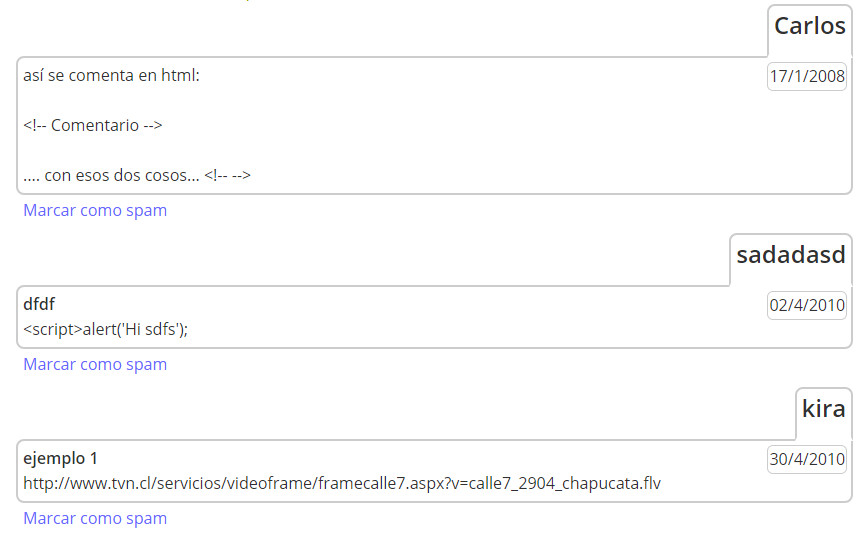 Carlos
17/1/2008
así se comenta en html:
<!-- Comentario -->
.... con esos dos cosos... <!-- -->
Marcar como spam
sadadasd
02/4/2010
dfdf
<script>alert('Hi sdfs');
Marcar como spam
kira
30/4/2010
ejemplo 1
http://www.tvn.cl/servicios/videoframe/framecalle7.aspx?v=calle7_2904_chapucata.flv
Marcar como spam